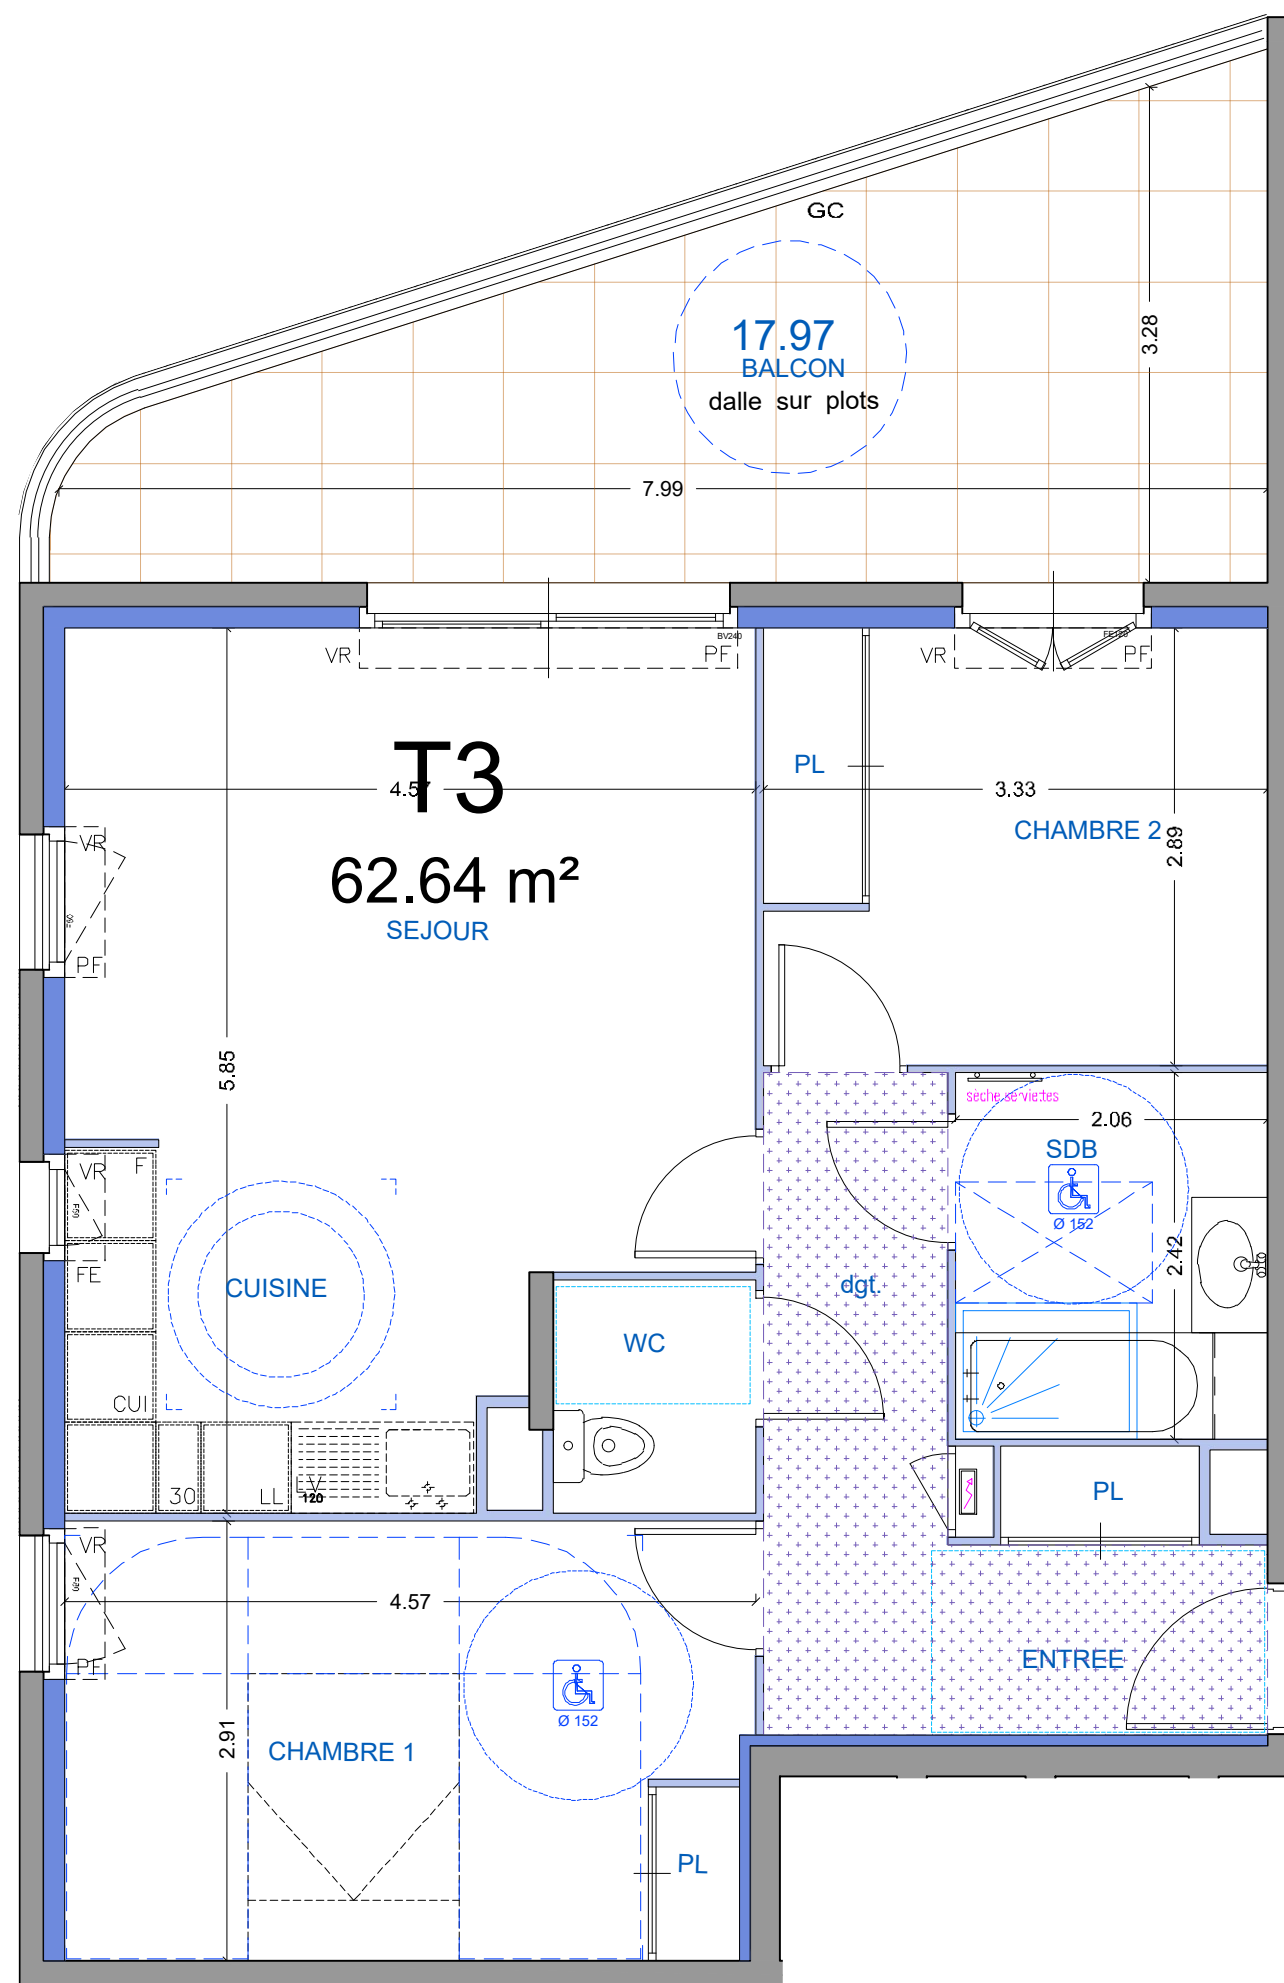 GC
17.97
BALCON
dalle sur plots
3.28
7.99
VR
BV240
PF
VR
FE120
PF
T3
4.57
62.64 m²
SEJOUR
PL
3.33
CHAMBRE 2
2.89
VR
PF
5.85
sèche serviettes
2.06
SDB
Ø 152
2.42
VR
F
FE
CUISINE
CUI
WC
dgt.
30
LL
LV
120
PL
VR
F80
PF
4.57
Ø 152
2.91
CHAMBRE 1
PL
ENTREE